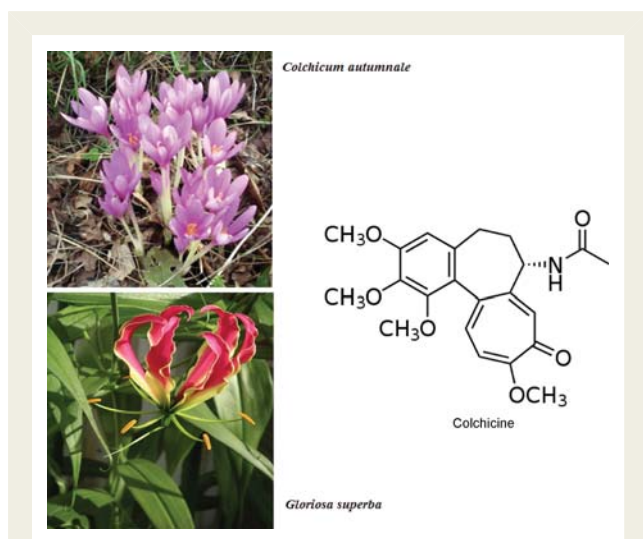 Colchicum autumnale
CH3O
CH3O
CH3O
O
N
H
O
OCH3
Colchicine
Gloriosa superba